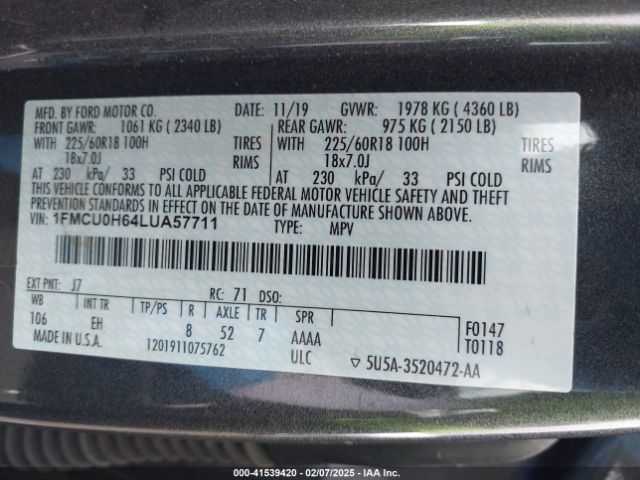 MFD. BY FORD MOTOR CO. DATE: 11/19 GVWR: 1978 KG ( 4360 LB)
FRONT GAWR: 1061 KG ( 2340 LB) REAR GAWR: 975 KG ( 2150 LB)
WITH 225/60R18 100H TIRES WITH 225/60R18 100H TIRES
18x7.0J RIMS 18x7.0J RIMS
AT 230 kPa/ 33 PSI COLD AT 230 kPa/ 33 PSI COLD
THIS VEHICLE CONFORMS TO ALL APPLICABLE FEDERAL MOTOR VEHICLE SAFETY AND THEFT
PREVENTION STANDARDS IN EFFECT ON THE DATE OF MANUFACTURE SHOWN ABOVE.
VIN: 1FMCU0H64LUA57711 TYPE: MPV
EXT PNT: J7 RC: 71 DSO:
WB INT TR TP/PS R AXLE TR SPR
106 EH 8 52 7 AAAA F0147
MADE IN U.S.A. 1201911075762 ULC T0118
▽ 5U5A-3520472-AA
000-41539420 - 02/07/2025 - IAA Inc.